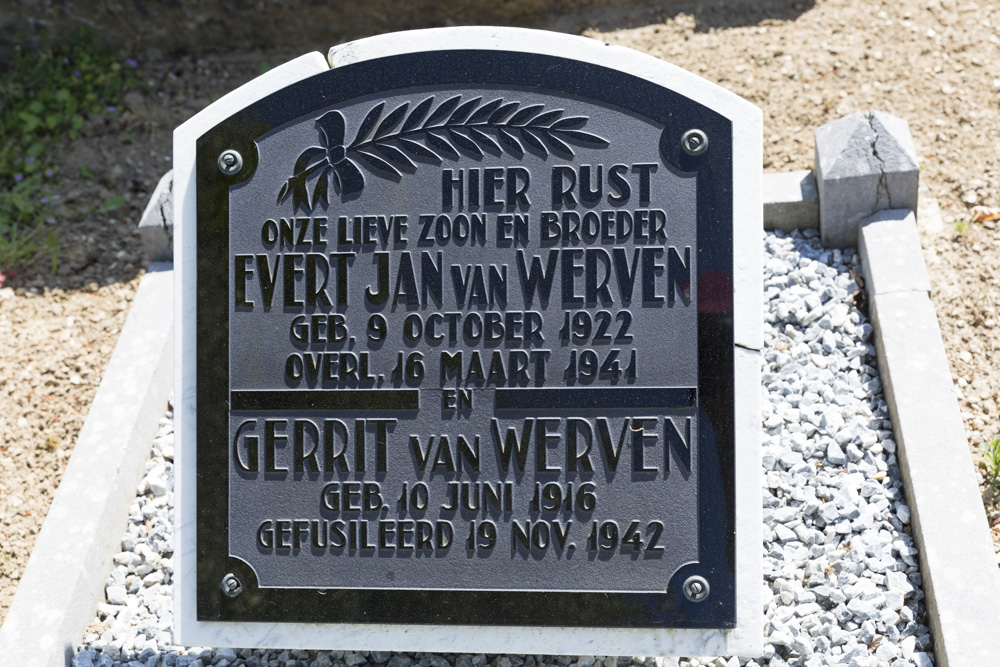 HIER RUST
ONZE LIEVE ZOON EN BROEDER
EVERT JAN VAN WERVEN
GEB. 9 OCTOBER 1922
OVERL. 16 MAART 1941
EN
GERRIT VAN WERVEN
GEB. 10 JUNI 1916
GEFUSILEERD 19 NOV. 1942